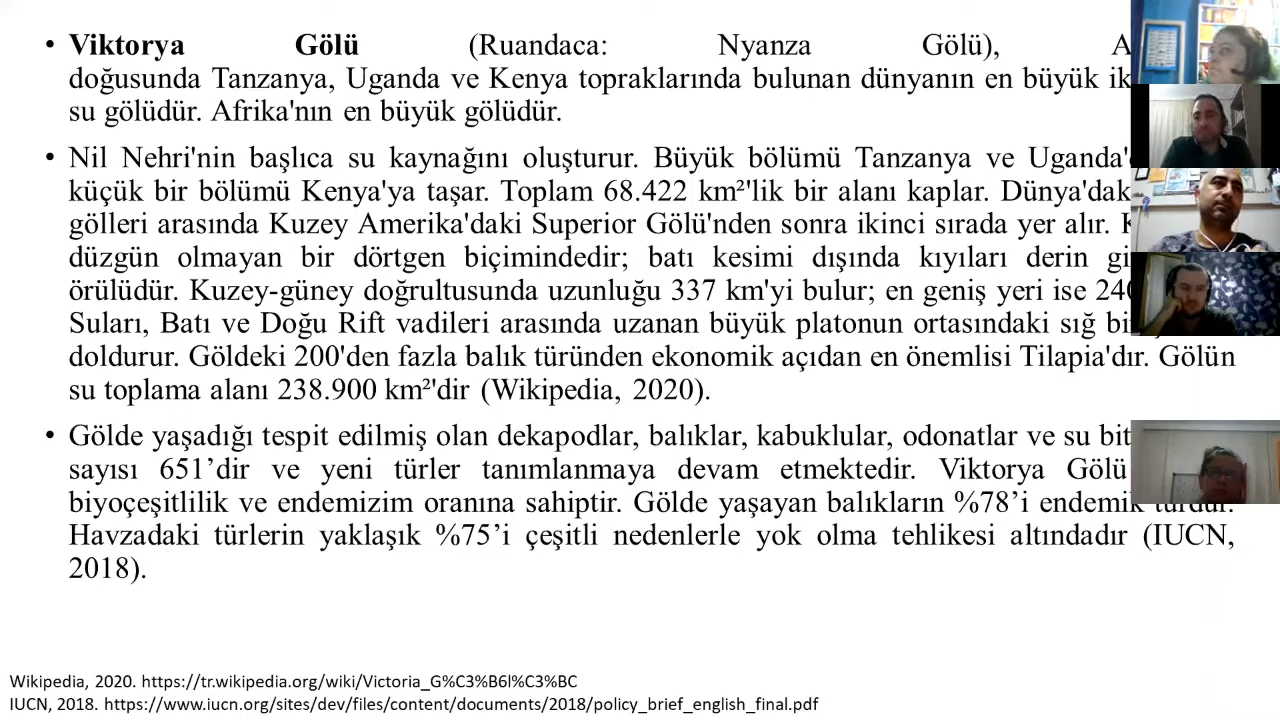 • Viktorya Gölü (Ruandaca: Nyanza Gölü),
doğusunda Tanzanya, Uganda ve Kenya topraklarında bulunan dünyanın en büyük
su gölüdür. Afrika'nın en büyük gölüdür.
• Nil Nehri'nin başlıca su kaynağını oluşturur. Büyük bölümü Tanzanya ve
küçük bir bölümü Kenya'ya taşar. Toplam 68.422 km²'lik bir alanı kaplar.
gölleri arasında Kuzey Amerika'daki Superior Gölü'nden sonra ikinci sırada yer alır.
düzgün olmayan bir dörtgen biçimindedir; batı kesimi dışında kıyıları derin
örülüdür. Kuzey-güney doğrultusunda uzunluğu 337 km'yi bulur; en geniş yeri ise
Suları, Batı ve Doğu Rift vadileri arasında uzanan büyük platonun ortasındaki sığ
doldurur. Göldeki 200'den fazla balık türünden ekonomik açıdan en önemlisi Tilapia'dır. Gölün
su toplama alanı 238.900 km²'dir (Wikipedia, 2020).
• Gölde yaşadığı tespit edilmiş olan dekapodlar, balıklar, kabuklular, odonatlar ve su
sayısı 651’dir ve yeni türler tanımlanmaya devam etmektedir. Viktorya Gölü
biyoçeşitlilik ve endemizim oranına sahiptir. Gölde yaşayan balıkların %78’i endemik türdür.
Havzadaki türlerin yaklaşık %75’i çeşitli nedenlerle yok olma tehlikesi altındadır (IUCN,
2018).
Wikipedia, 2020. https://tr.wikipedia.org/wiki/Victoria_G%C3%B6l%C3%BC
IUCN, 2018. https://www.iucn.org/sites/dev/files/content/documents/2018/policy_brief_english_final.pdf